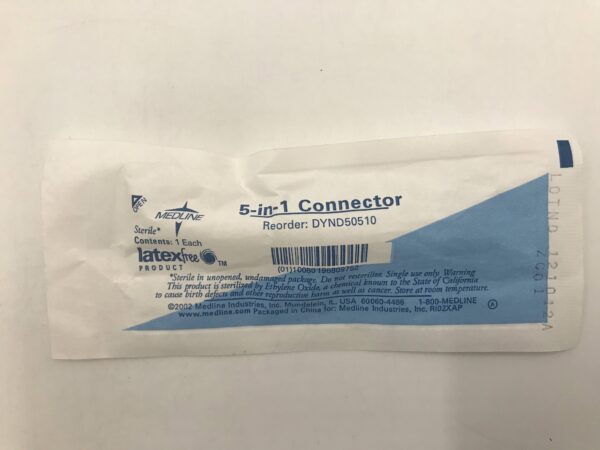 OPEN
MEDLINE
5-in-1 Connector
Reorder: DYND50510
Sterile*
Contents: 1 Each
latexfree TM
PRODUCT
*Sterile in unopened, undamaged package. Do not resterilize. Single use only Warning
This product is sterilized by Ethylene Oxide, a chemical known to the State of California
to cause birth defects and other reproduction harm as well as cancer. Store at room temperature.
©2002 Medline Industries, Inc. Mundelein, IL USA 60060-4486 1-800-MEDLINE
www.medline.com Packaged in China for: Medline Industries, Inc. RI02XAP
A